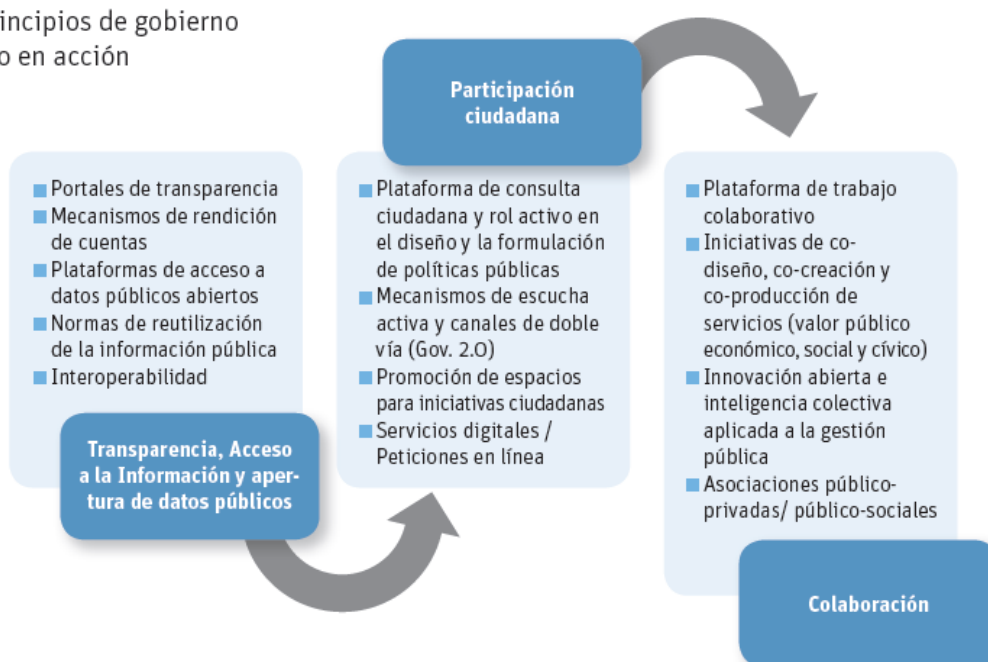 incipios de gobierno
o en acción
Portales de transparencia
Mecanismos de rendición
de cuentas
Plataformas de acceso a
datos públicos abiertos
Normas de reutilización
de la información pública
Interoperabilidad
Transparencia, Acceso
a la Información y aper-
tura de datos públicos
Participación
ciudadana
Plataforma de consulta
ciudadana y rol activo en
el diseño y la formulación
de políticas públicas
Mecanismos de escucha
activa y canales de doble
vía (Gov. 2.0)
Promoción de espacios
para iniciativas ciudadanas
Servicios digitales /
Peticiones en línea
Plataforma de trabajo
colaborativo
Iniciativas de co-
diseño, co-creación y
co-producción de
servicios (valor público
económico, social y cívico)
Innovación abierta e
inteligencia colectiva
aplicada a la gestión
pública
Asociaciones público-
privadas/ público-sociales
Colaboración